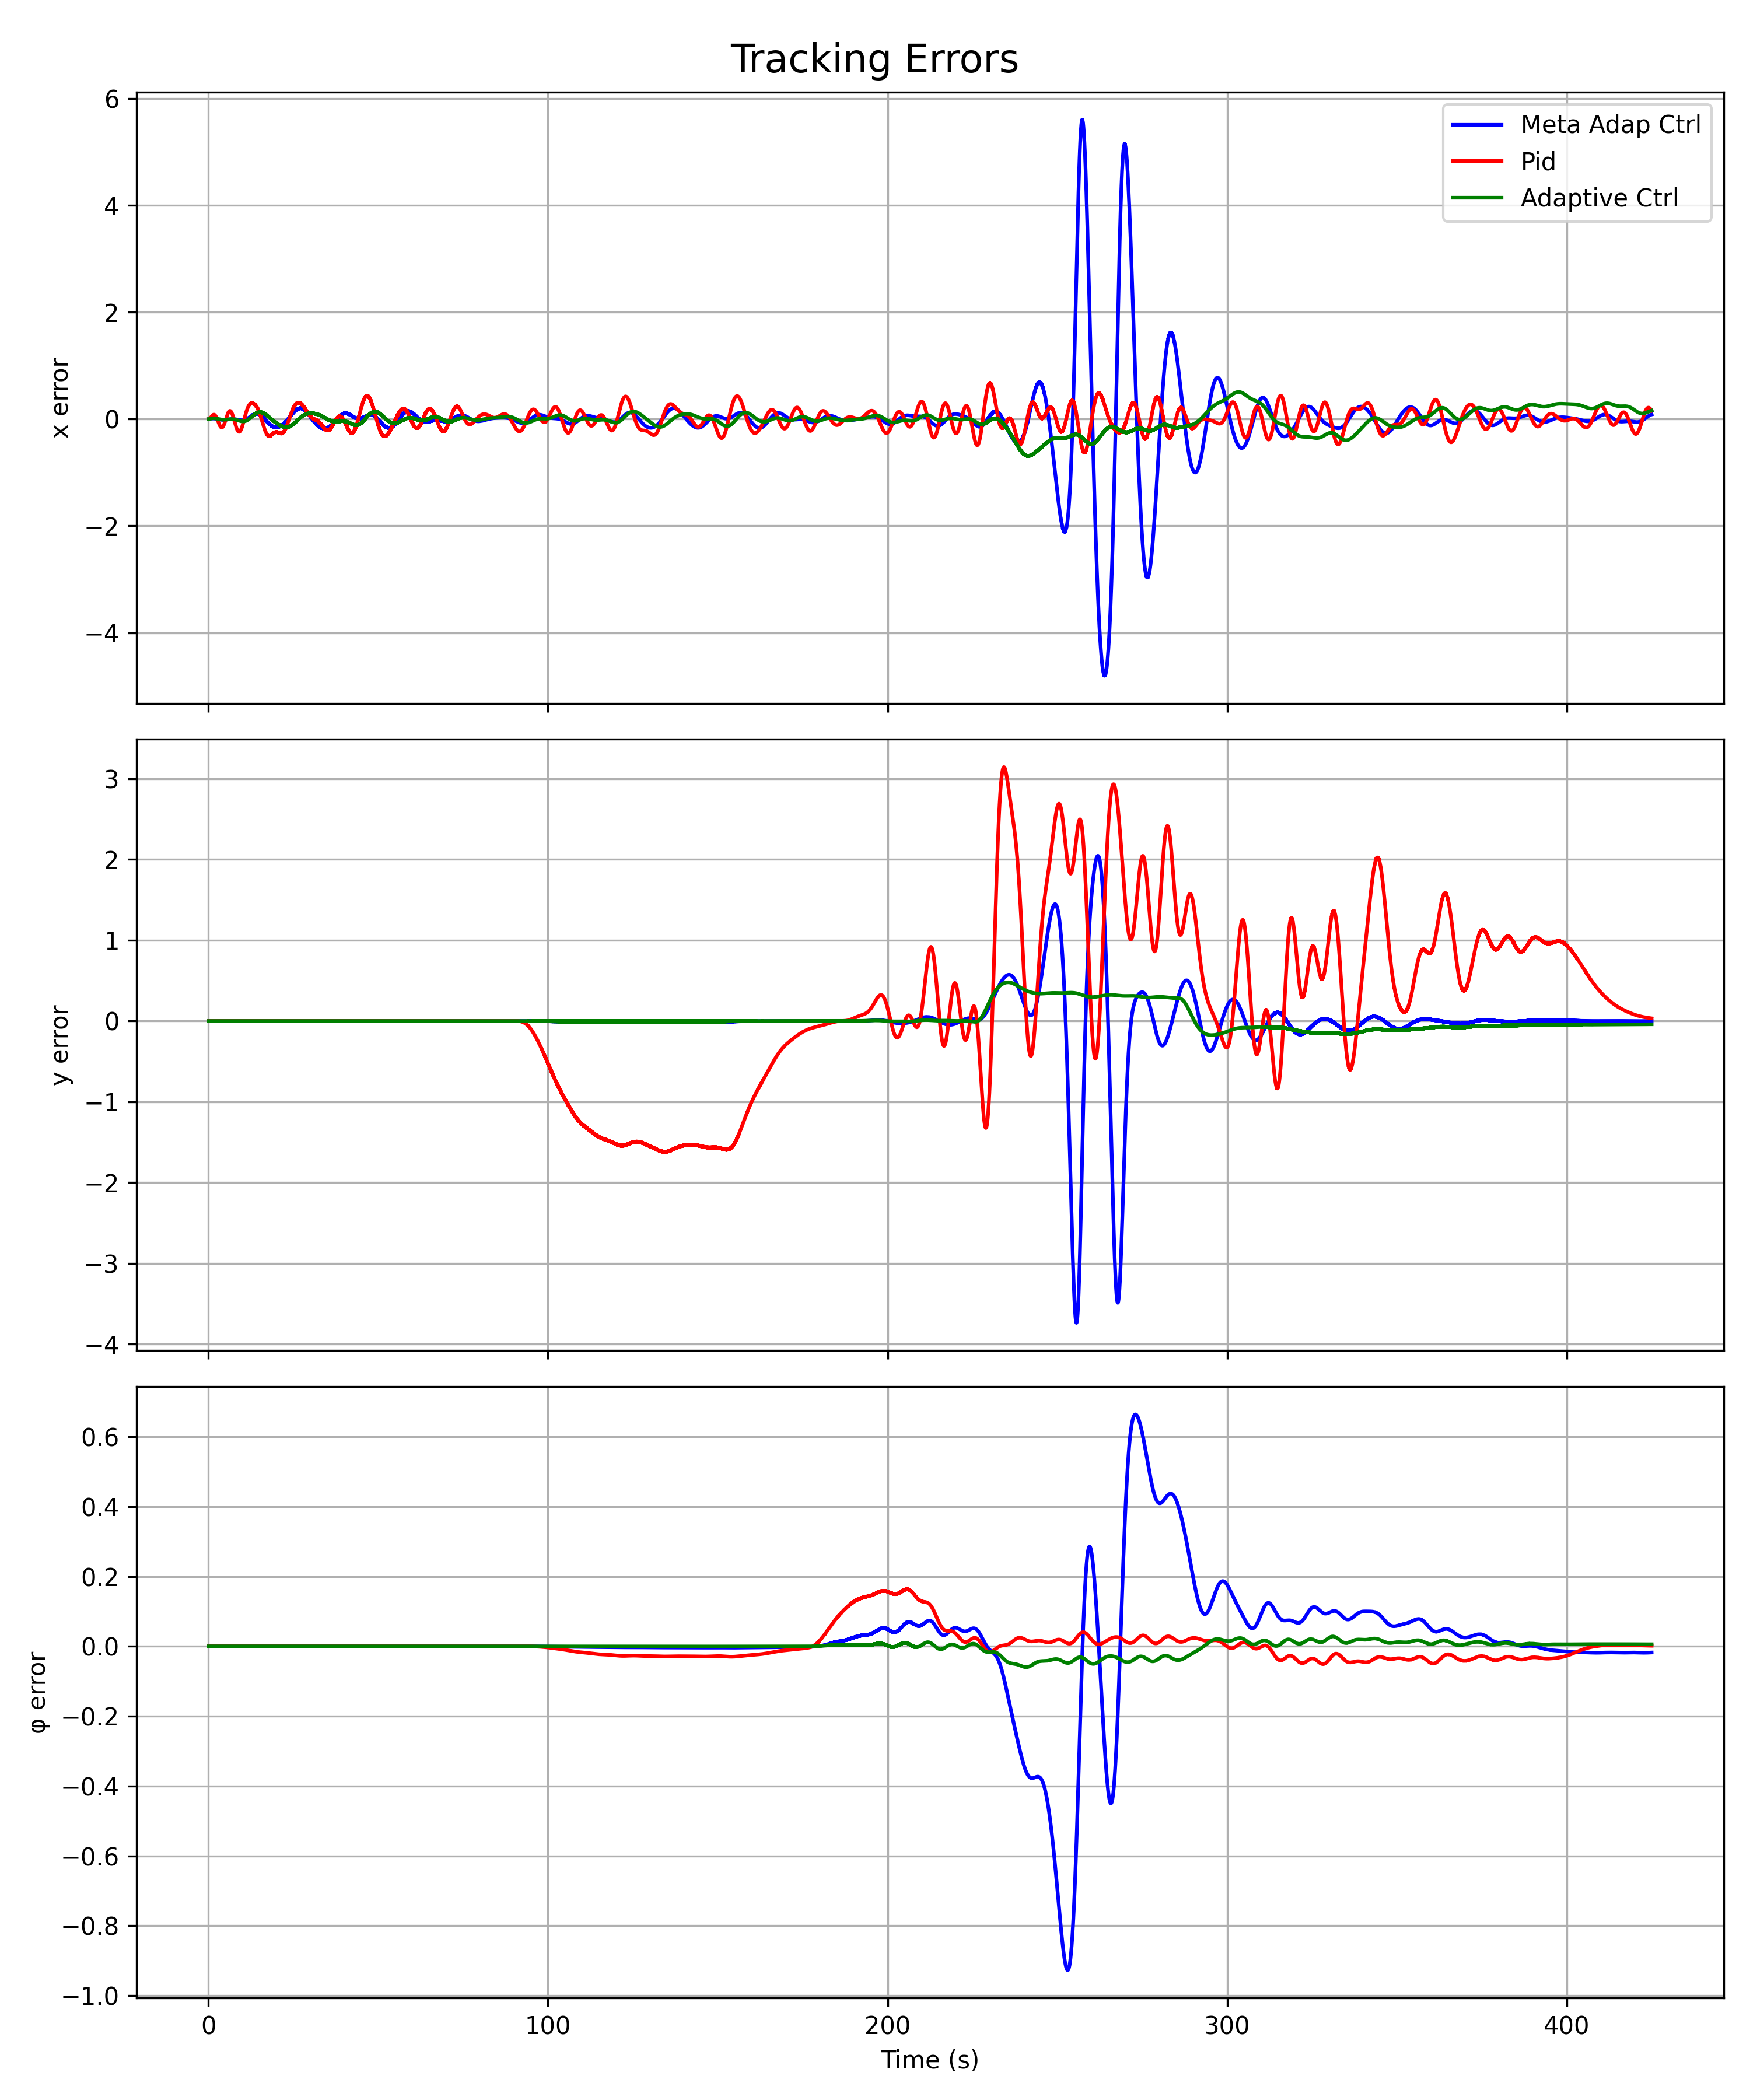 Tracking Errors
6
4
2
0
−2
−4
x error
Meta Adap Ctrl
Pid
Adaptive Ctrl
3
2
1
0
−1
−2
−3
−4
y error
0.6
0.4
0.2
0.0
−0.2
−0.4
−0.6
−0.8
−1.0
φ error
0 100 200 300 400
Time (s)